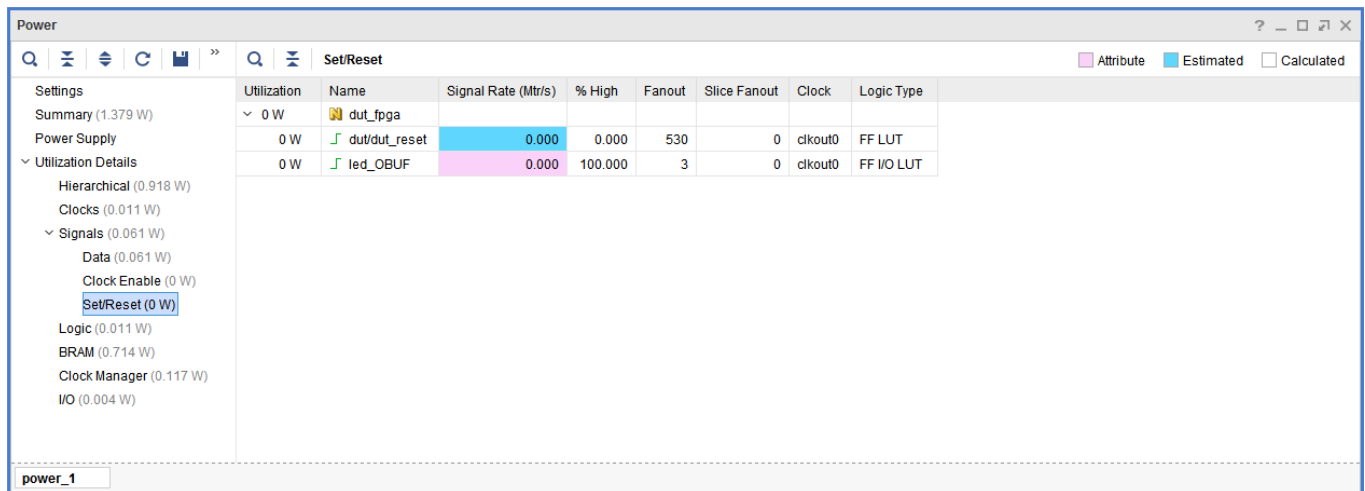 Power
? _
»
Set/Reset
Attribute Estimated Calculated
Settings
Summary (1.379 W)
Power Supply
Utilization Details
Hierarchical (0.918 W)
Clocks (0.011 W)
Signals (0.061 W)
Data (0.061 W)
Clock Enable (0 W)
Set/Reset (0 W)
Logic (0.011 W)
BRAM (0.714 W)
Clock Manager (0.117 W)
I/O (0.004 W)
Utilization Name Signal Rate (Mtr/s) % High Fanout Slice Fanout Clock Logic Type
0 W N dut_fpga
0 W dut/dut_reset 0.000 0.000 530 0 clkout0 FF LUT
0 W led_OBUF 0.000 100.000 3 0 clkout0 FF I/O LUT
power_1